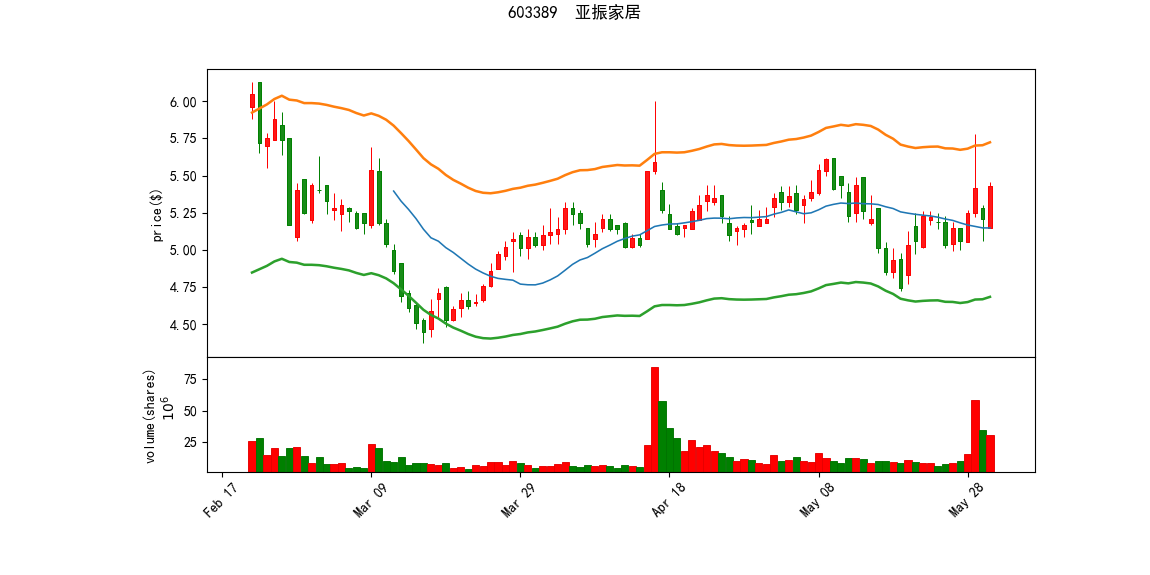 603389 亚振家居
price($)
6.00
5.75
5.50
5.25
5.00
4.75
4.50
volume(shares)
10^6
75
50
25
Feb 17
Mar 09
Mar 29
Apr 18
May 08
May 28